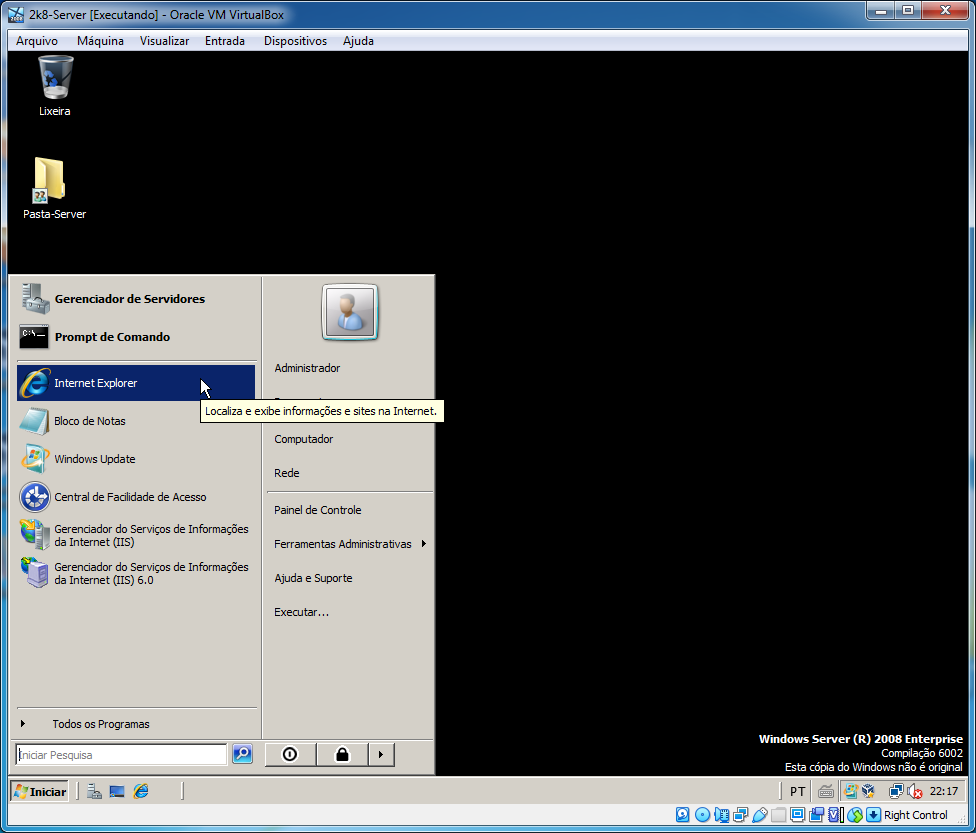 2k8-Server [Executando] - Oracle VM VirtualBox
Arquivo Máquina Visualizar Entrada Dispositivos Ajuda
Lixeira
Pasta-Server
Gerenciador de Servidores
Prompt de Comando
Internet Explorer
Bloco de Notas
Windows Update
Central de Facilidade de Acesso
Gerenciador do Serviços de Informações
da Internet (IIS)
Gerenciador do Serviços de Informações
da Internet (IIS) 6.0
Todos os Programas
Iniciar Pesquisa
Administrador
Localiza e exibe informações e sites na Internet.
Computador
Rede
Painel de Controle
Ferramentas Administrativas
Ajuda e Suporte
Executar...
Windows Server (R) 2008 Enterprise
Compilação 6002
Esta cópia do Windows não é original
Iniciar
PT
22:17
Right Control